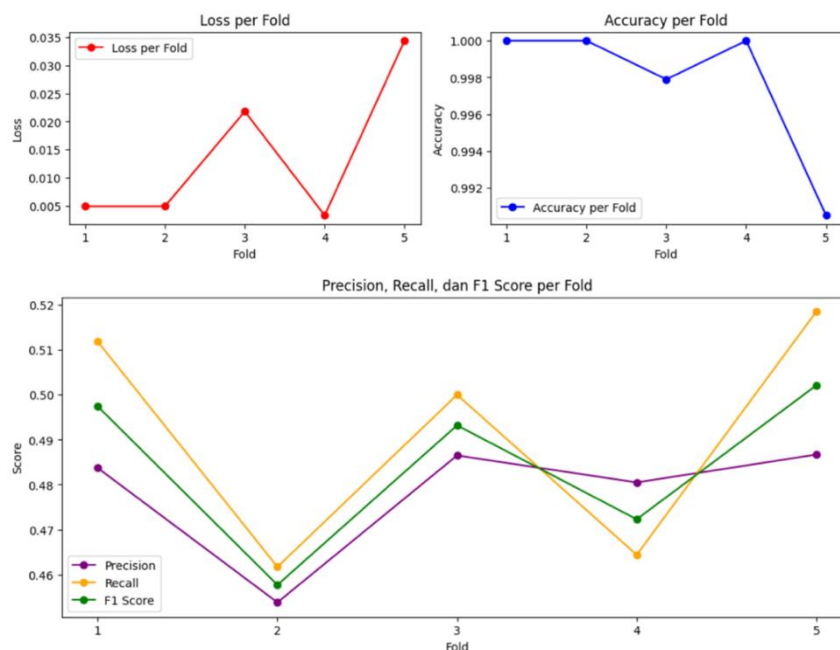 Loss per Fold
0.035
0.030
0.025
0.020
0.015
0.010
0.005
Loss
Loss per Fold
1 2 3 4 5
Fold
Accuracy per Fold
1.000
0.998
0.996
0.994
0.992
Accuracy
Accuracy per Fold
1 2 3 4 5
Fold
Precision, Recall, dan F1 Score per Fold
0.52
0.51
0.50
0.49
0.48
0.47
0.46
Score
Precision
Recall
F1 Score
1 2 3 4 5
Fold